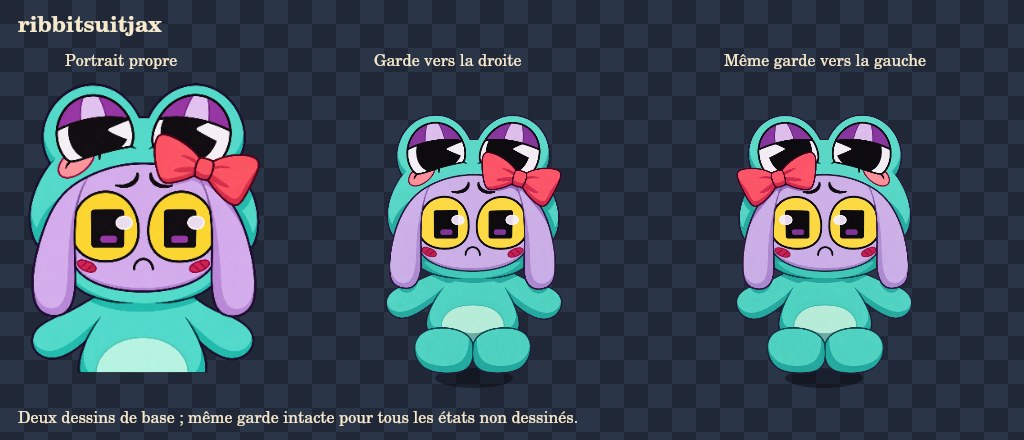 ribbitsuitjax
Portrait propre
Garde vers la droite
Même garde vers la gauche
Deux dessins de base ; même garde intacte pour tous les états non dessinés.